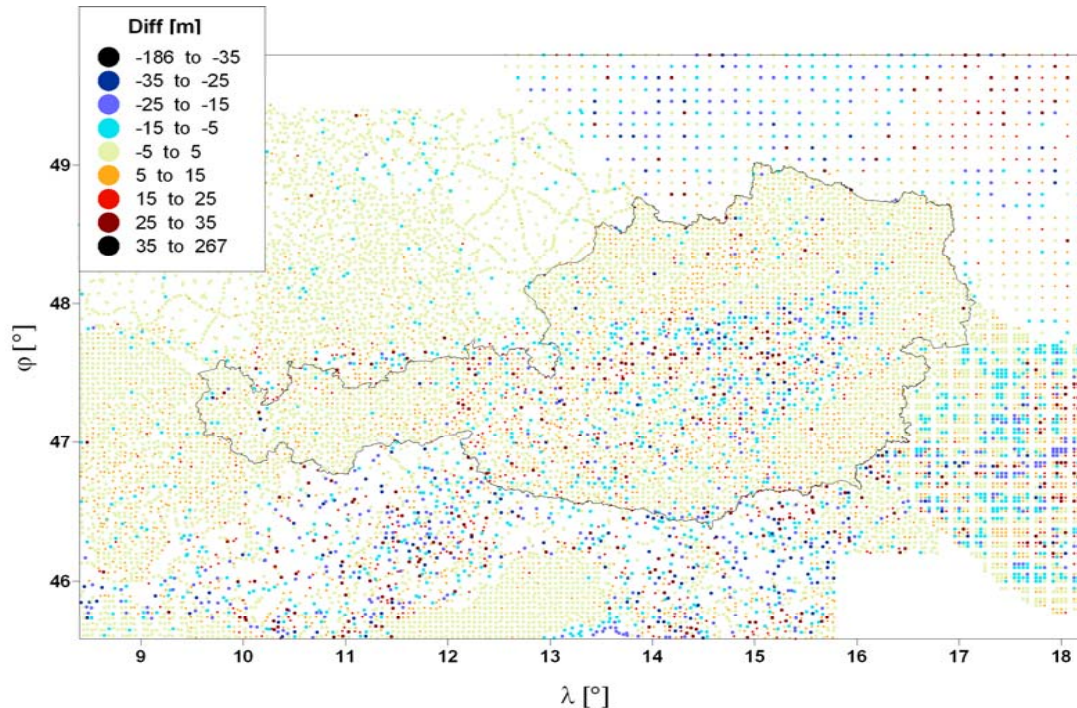 Diff [m]
-186 to -35
-35 to -25
-25 to -15
-15 to -5
-5 to 5
5 to 15
15 to 25
25 to 35
35 to 267
49
48
47
46
φ [°]
9 10 11 12 13 14 15 16 17 18
λ [°]